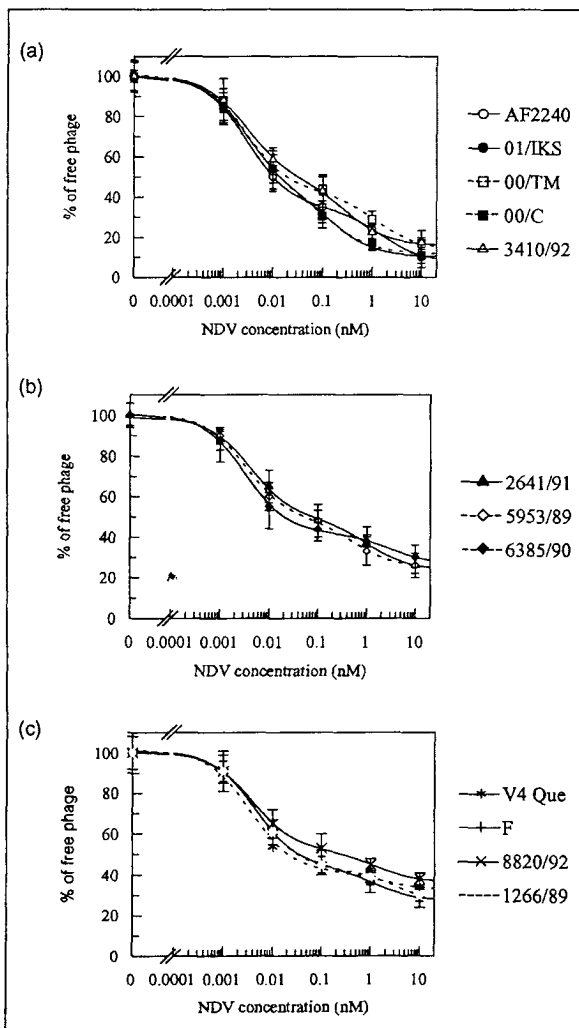 (a)
% of free phage
100
80
60
40
20
0
0 0.0001 0.001 0.01 0.1 1 10
NDV concentration (nM)
AF2240
01/IKS
00/TM
00/C
3410/92
(b)
% of free phage
100
80
60
40
20
0
0 0.0001 0.001 0.01 0.1 1 10
NDV concentration (nM)
2641/91
5953/89
6385/90
(c)
% of free phage
100
80
60
40
20
0
0 0.0001 0.001 0.01 0.1 1 10
NDV concentration (nM)
V4 Que
F
8820/92
1266/89